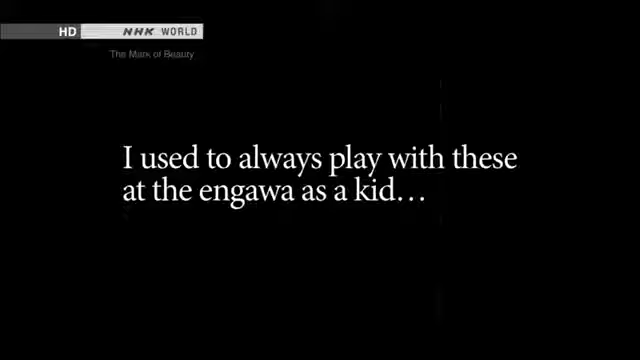 HD NHK WORLD
The Mark of Beauty
I used to always play with these
at the engawa as a kid...